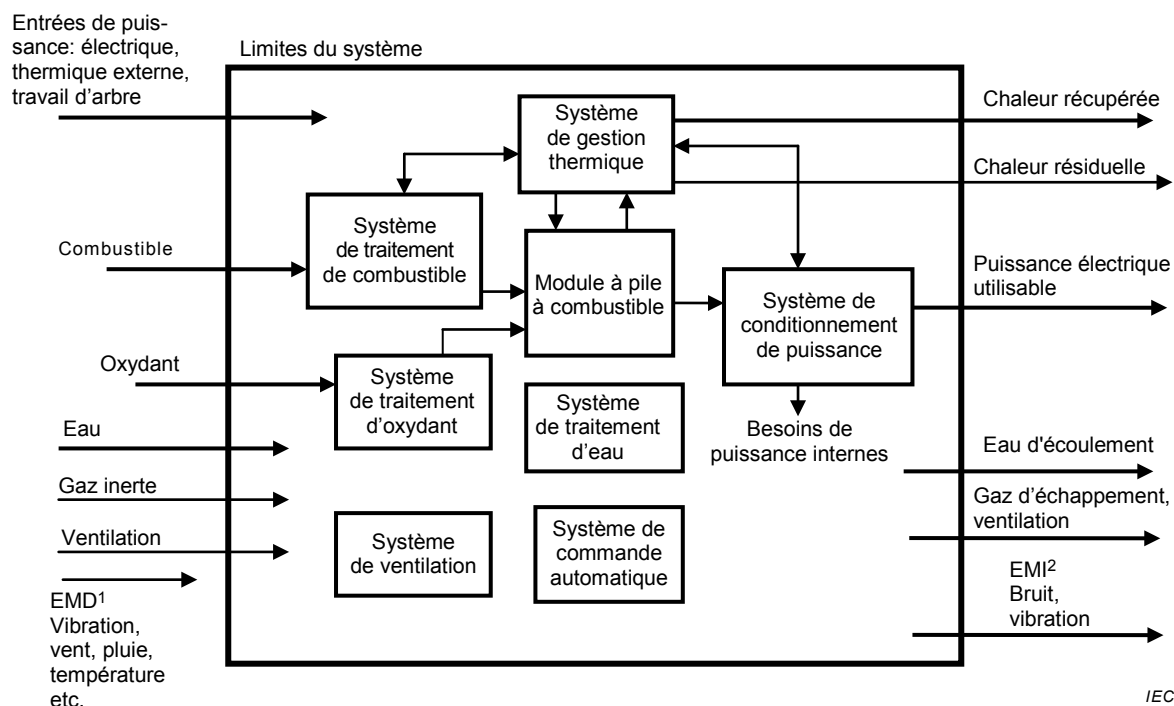 Entrées de puis-
sance: électrique,
thermique externe,
travail d'arbre
Limites du système
Système
de gestion
thermique
Chaleur récupérée
Chaleur résiduelle
Combustible
Système
de traitement
de combustible
Module à pile
à combustible
Système de
conditionnement
de puissance
Puissance électrique
utilisable
Oxydant
Système
de traitement
d'oxydant
Système
de traitement
d'eau
Besoins de
puissance internes
Eau
Eau d'écoulement
Gaz inerte
Gaz d'échappement,
ventilation
Ventilation
Système
de ventilation
Système de
commande
automatique
EMD1
Vibration,
vent, pluie,
température
etc.
EMI2
Bruit,
vibration
IEC